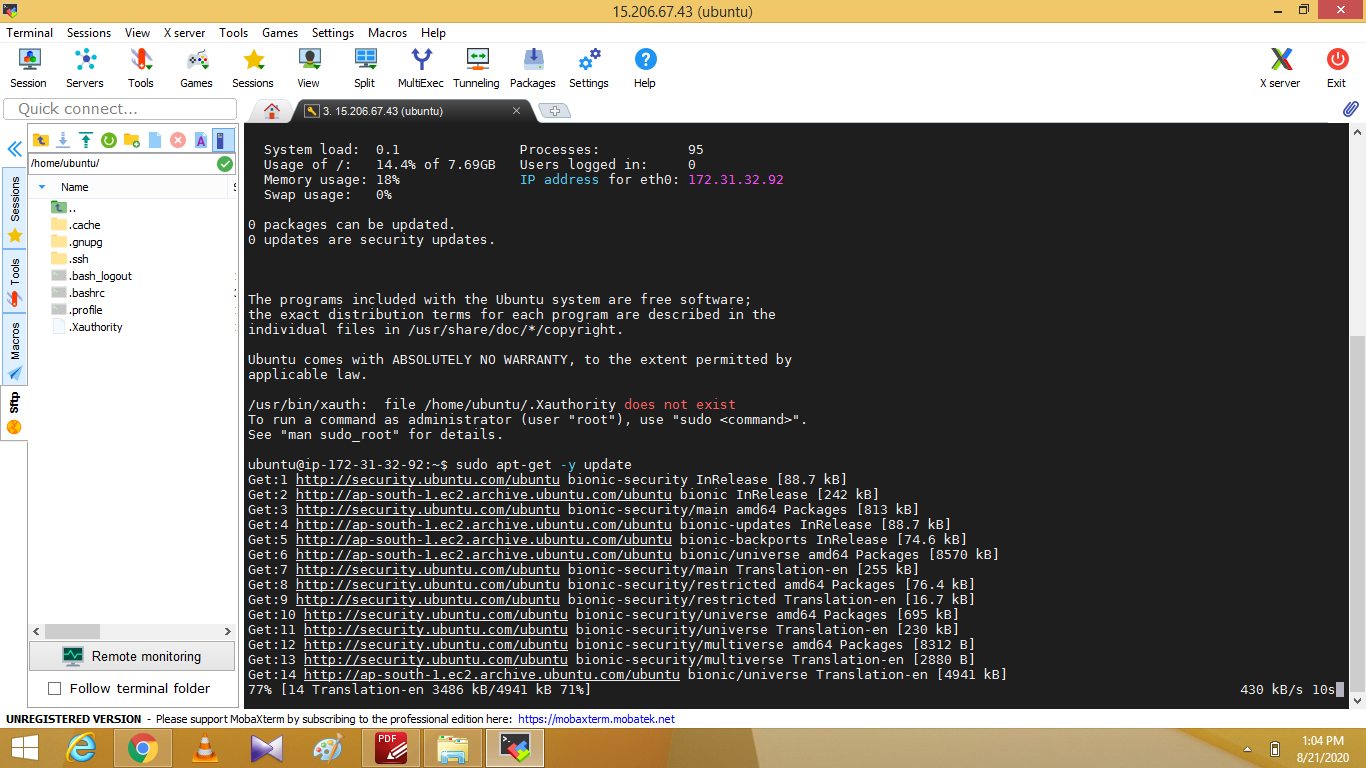 15.206.67.43 (ubuntu)
Terminal Sessions View X server Tools Games Settings Macros Help
Session Servers Tools Games Sessions View Split MultiExec Tunneling Packages Settings Help X server Exit
Quick connect...
3. 15.206.67.43 (ubuntu)
/home/ubuntu/
Name
..
.cache
.gnupg
.ssh
.bash_logout
.bashrc
.profile
.Xauthority
Sessions
Tools
Macros
Sftp
Remote monitoring
Follow terminal folder
System load: 0.1 Processes: 95
Usage of /: 14.4% of 7.69GB Users logged in: 0
Memory usage: 18% IP address for eth0: 172.31.32.92
Swap usage: 0%
0 packages can be updated.
0 updates are security updates.
The programs included with the Ubuntu system are free software;
the exact distribution terms for each program are described in the
individual files in /usr/share/doc/*/copyright.
Ubuntu comes with ABSOLUTELY NO WARRANTY, to the extent permitted by
applicable law.
/usr/bin/xauth: file /home/ubuntu/.Xauthority does not exist
To run a command as administrator (user "root"), use "sudo <command>".
See "man sudo_root" for details.
ubuntu@ip-172-31-32-92:~$ sudo apt-get -y update
Get:1 http://security.ubuntu.com/ubuntu bionic-security InRelease [88.7 kB]
Get:2 http://ap-south-1.ec2.archive.ubuntu.com/ubuntu bionic InRelease [242 kB]
Get:3 http://security.ubuntu.com/ubuntu bionic-security/main amd64 Packages [813 kB]
Get:4 http://ap-south-1.ec2.archive.ubuntu.com/ubuntu bionic-updates InRelease [88.7 kB]
Get:5 http://ap-south-1.ec2.archive.ubuntu.com/ubuntu bionic-backports InRelease [74.6 kB]
Get:6 http://ap-south-1.ec2.archive.ubuntu.com/ubuntu bionic/universe amd64 Packages [8570 kB]
Get:7 http://security.ubuntu.com/ubuntu bionic-security/main Translation-en [255 kB]
Get:8 http://security.ubuntu.com/ubuntu bionic-security/restricted amd64 Packages [76.4 kB]
Get:9 http://security.ubuntu.com/ubuntu bionic-security/restricted Translation-en [16.7 kB]
Get:10 http://security.ubuntu.com/ubuntu bionic-security/universe amd64 Packages [695 kB]
Get:11 http://security.ubuntu.com/ubuntu bionic-security/universe Translation-en [230 kB]
Get:12 http://security.ubuntu.com/ubuntu bionic-security/multiverse amd64 Packages [8312 B]
Get:13 http://security.ubuntu.com/ubuntu bionic-security/multiverse Translation-en [2880 B]
Get:14 http://ap-south-1.ec2.archive.ubuntu.com/ubuntu bionic/universe Translation-en [4941 kB]
77% [14 Translation-en 3486 kB/4941 kB 71%] 430 kB/s 10s
UNREGISTERED VERSION - Please support MobaXterm by subscribing to the professional edition here: https://mobaxterm.mobatek.net
PDF
1:04 PM
8/21/2020